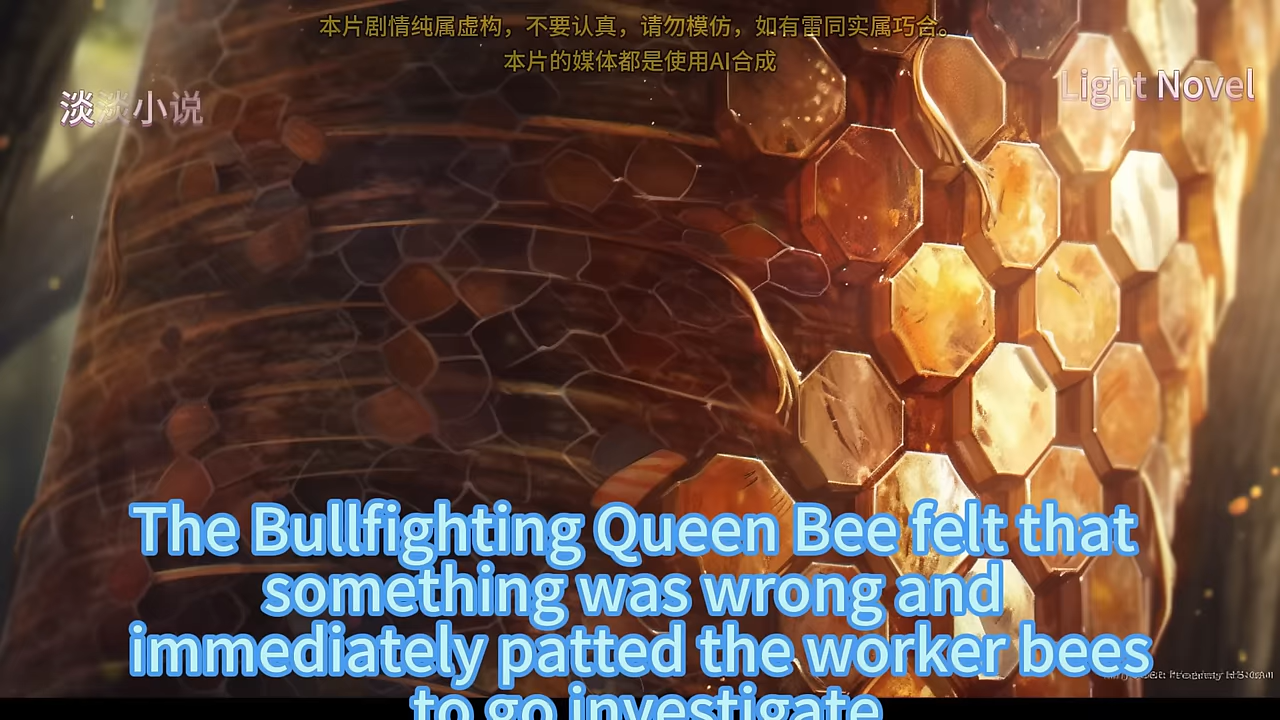 本片剧情纯属虚构，不要认真，请勿模仿，如有雷同实属巧合。
本片的媒体都是使用AI合成
淡淡小说
Light Novel
The Bullfighting Queen Bee felt that
something was wrong and
immediately patted the worker bees
to go investigate